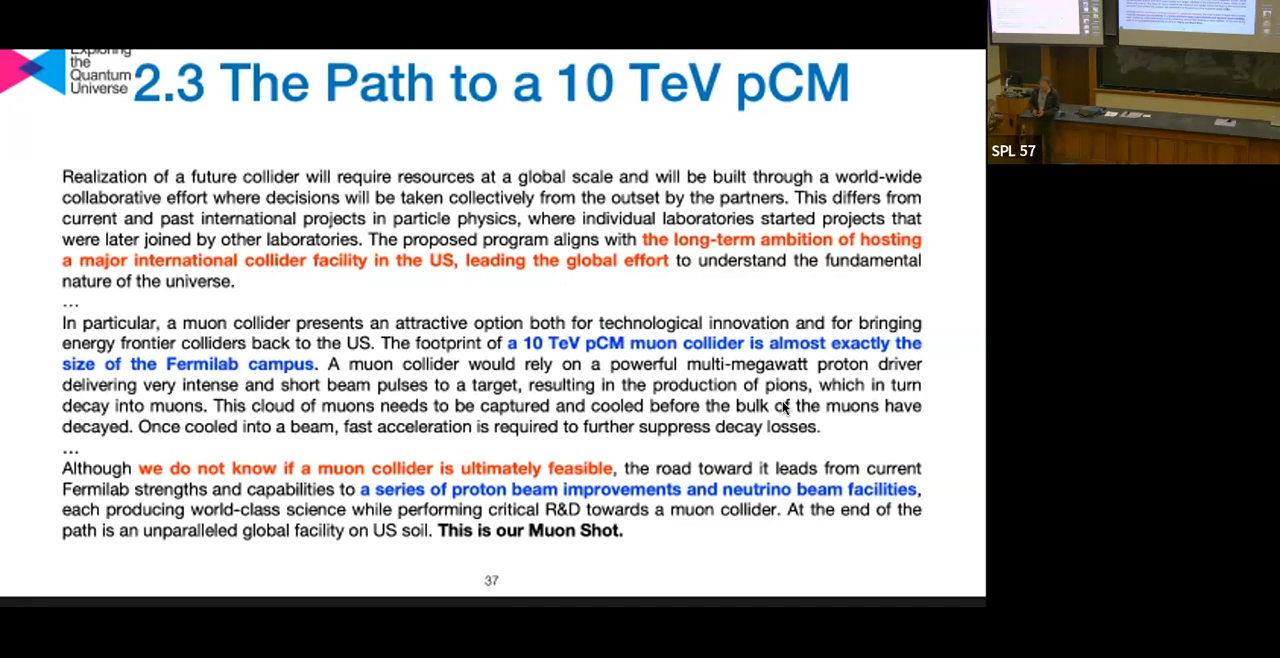 Exploring
the
Quantum
Universe
2.3 The Path to a 10 TeV pCM
Realization of a future collider will require resources at a global scale and will be built through a world-wide
collaborative effort where decisions will be taken collectively from the outset by the partners. This differs from
current and past international projects in particle physics, where individual laboratories started projects that
were later joined by other laboratories. The proposed program aligns with the long-term ambition of hosting
a major international collider facility in the US, leading the global effort to understand the fundamental
nature of the universe.
...
In particular, a muon collider presents an attractive option both for technological innovation and for bringing
energy frontier colliders back to the US. The footprint of a 10 TeV pCM muon collider is almost exactly the
size of the Fermilab campus. A muon collider would rely on a powerful multi-megawatt proton driver
delivering very intense and short beam pulses to a target, resulting in the production of pions, which in turn
decay into muons. This cloud of muons needs to be captured and cooled before the bulk of the muons have
decayed. Once cooled into a beam, fast acceleration is required to further suppress decay losses.
...
Although we do not know if a muon collider is ultimately feasible, the road toward it leads from current
Fermilab strengths and capabilities to a series of proton beam improvements and neutrino beam facilities,
each producing world-class science while performing critical R&D towards a muon collider. At the end of the
path is an unparalleled global facility on US soil. This is our Muon Shot.
37
SPL 57